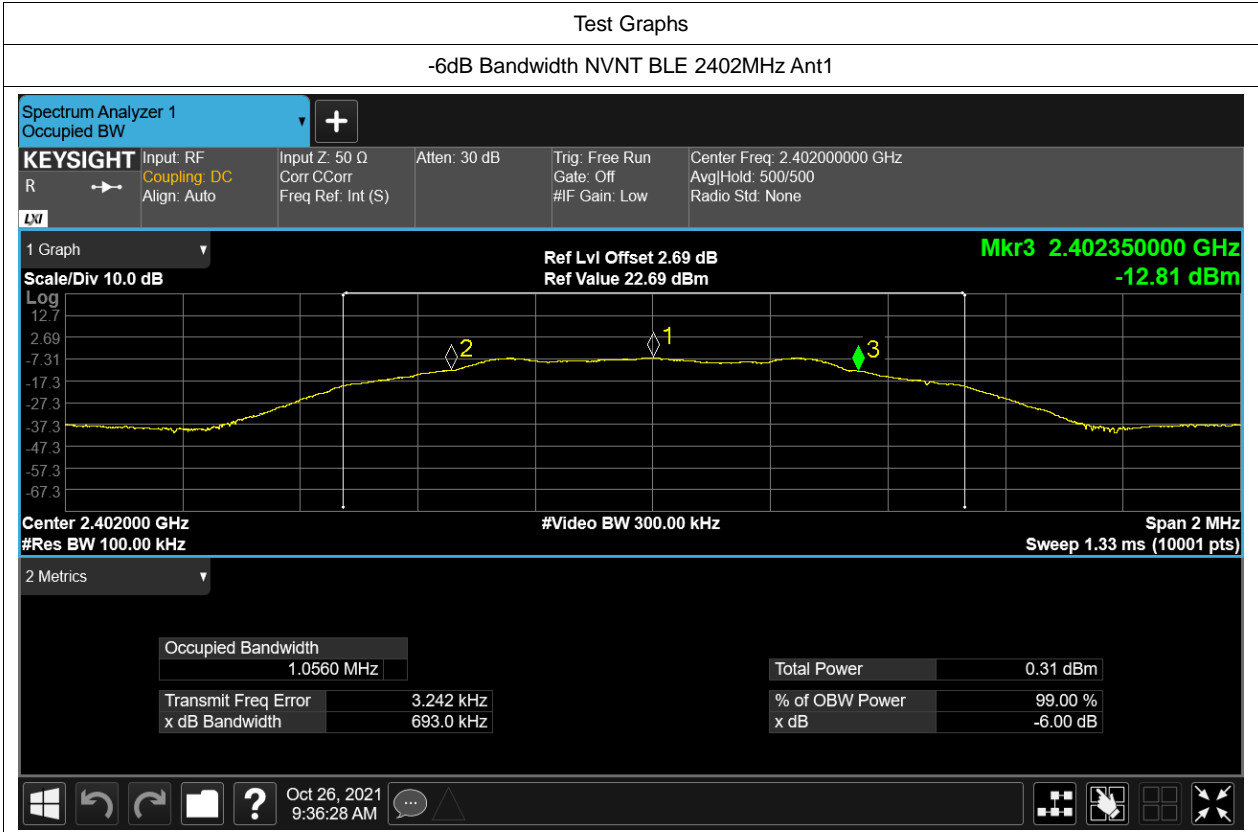 Test Graphs
-6dB Bandwidth NVNT BLE 2402MHz Ant1
Spectrum Analyzer 1
Occupied BW
+
KEYSIGHT
R
LXI
Input: RF
Coupling: DC
Align: Auto
Input Z: 50 Ω
Corr CCorr
Freq Ref: Int (S)
Atten: 30 dB
Trig: Free Run
Gate: Off
#IF Gain: Low
Center Freq: 2.402000000 GHz
Avg|Hold: 500/500
Radio Std: None
1 Graph
Scale/Div 10.0 dB
Ref Lvl Offset 2.69 dB
Ref Value 22.69 dBm
Mkr3 2.402350000 GHz
-12.81 dBm
Log
12.7
2.69
-7.31
-17.3
-27.3
-37.3
-47.3
-57.3
-67.3
2
1
3
Center 2.402000 GHz
#Res BW 100.00 kHz
#Video BW 300.00 kHz
Span 2 MHz
Sweep 1.33 ms (10001 pts)
2 Metrics
Occupied Bandwidth
1.0560 MHz
Transmit Freq Error 3.242 kHz
x dB Bandwidth 693.0 kHz
Total Power 0.31 dBm
% of OBW Power 99.00 %
x dB -6.00 dB
?
Oct 26, 2021
9:36:28 AM